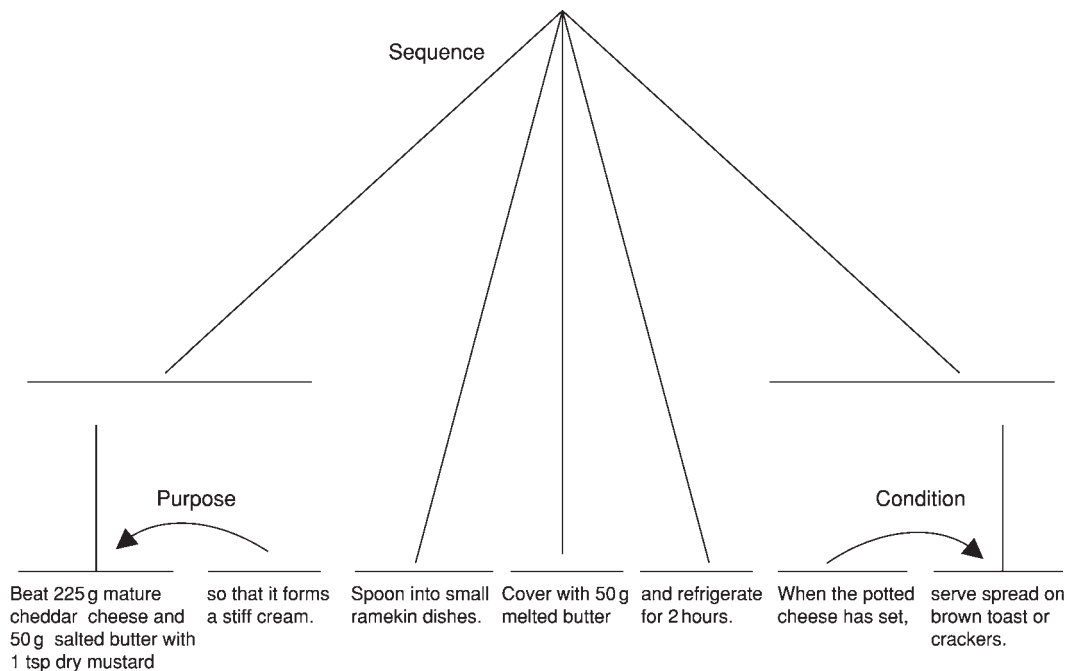 Sequence
Purpose
Condition
Beat 225 g mature
cheddar cheese and
50 g salted butter with
1 tsp dry mustard
so that it forms
a stiff cream.
Spoon into small
ramekin dishes.
Cover with 50 g
melted butter
and refrigerate
for 2 hours.
When the potted
cheese has set,
serve spread on
brown toast or
crackers.